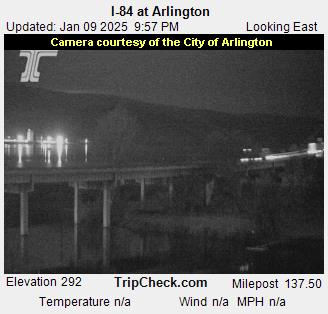 I-84 at Arlington
Updated: Jan 09 2025 9:57 PM Looking East
Camera courtesy of the City of Arlington
Elevation 292 TripCheck.com Milepost 137.50
Temperature n/a Wind n/a MPH n/a